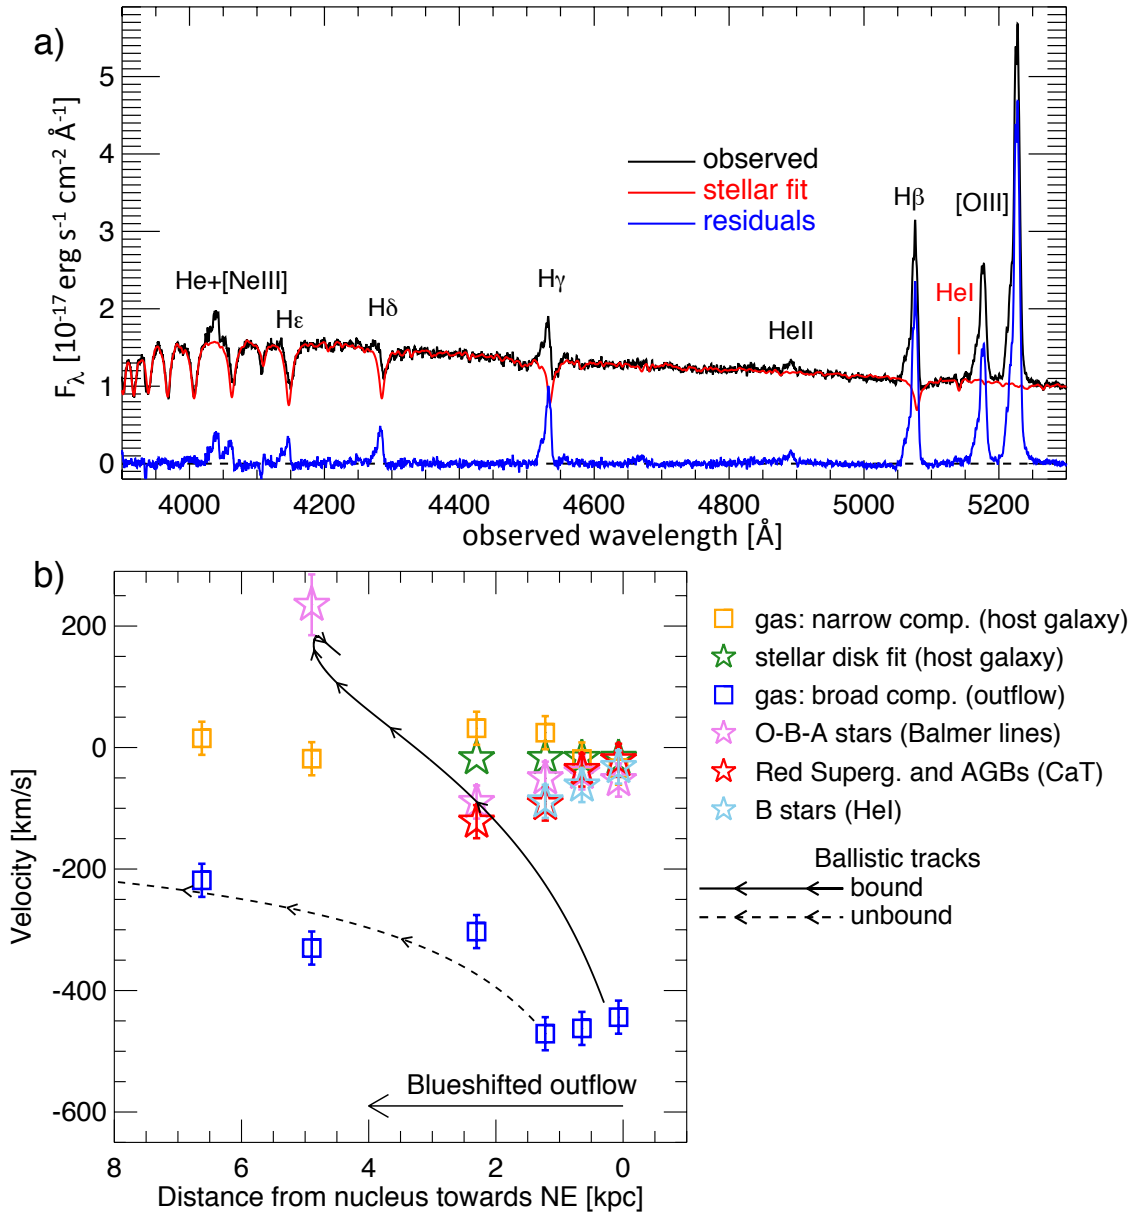 a)
F_λ [10⁻¹⁷ erg s⁻¹ cm⁻² Å⁻¹]
5
4
3
2
1
0
observed
stellar fit
residuals
He+[NeIII]
Hε
Hδ
Hγ
HeII
Hβ
HeI
[OIII]
4000 4200 4400 4600 4800 5000 5200
observed wavelength [Å]
b)
Velocity [km/s]
200
0
-200
-400
-600
Blueshifted outflow
8 6 4 2 0
Distance from nucleus towards NE [kpc]
gas: narrow comp. (host galaxy)
stellar disk fit (host galaxy)
gas: broad comp. (outflow)
O-B-A stars (Balmer lines)
Red Superg. and AGBs (CaT)
B stars (HeI)
Ballistic tracks
bound
unbound